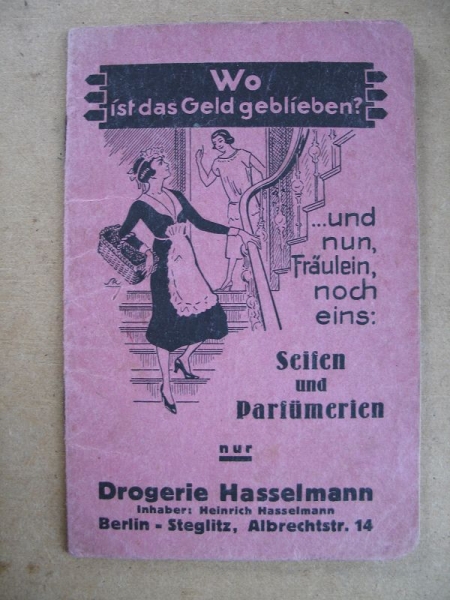 Wo
ist das Geld geblieben?
...und
nun,
Fräulein,
noch
eins:
Seifen
und
Parfümerien
nur
Drogerie Hasselmann
Inhaber: Heinrich Hasselmann
Berlin - Steglitz, Albrechtstr. 14